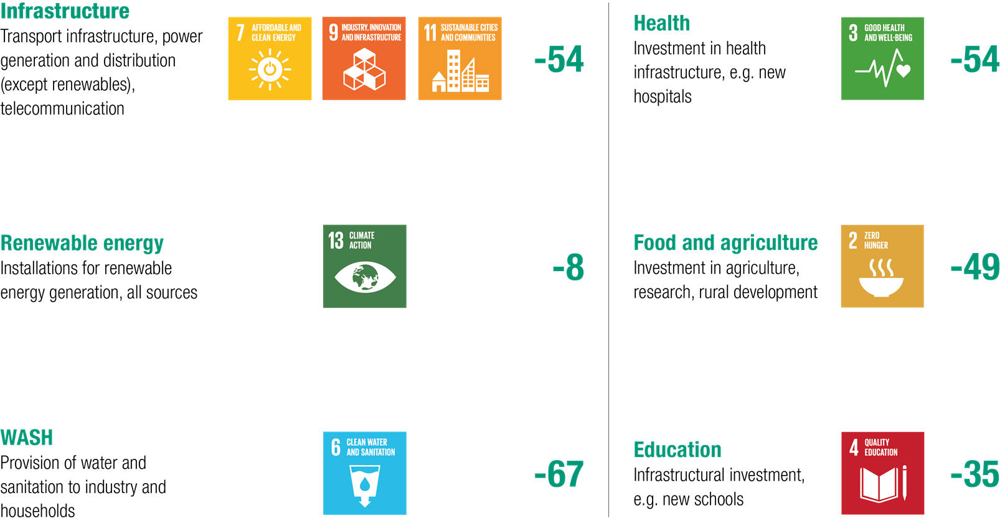 Infrastructure
Transport infrastructure, power
generation and distribution
(except renewables),
telecommunication
7 AFFORDABLE AND
CLEAN ENERGY
9 INDUSTRY, INNOVATION
AND INFRASTRUCTURE
11 SUSTAINABLE CITIES
AND COMMUNITIES
-54
Renewable energy
Installations for renewable
energy generation, all sources
13 CLIMATE
ACTION
-8
WASH
Provision of water and
sanitation to industry and
households
6 CLEAN WATER
AND SANITATION
-67
Health
Investment in health
infrastructure, e.g. new
hospitals
3 GOOD HEALTH
AND WELL-BEING
-54
Food and agriculture
Investment in agriculture,
research, rural development
2 ZERO
HUNGER
-49
Education
Infrastructural investment,
e.g. new schools
4 QUALITY
EDUCATION
-35